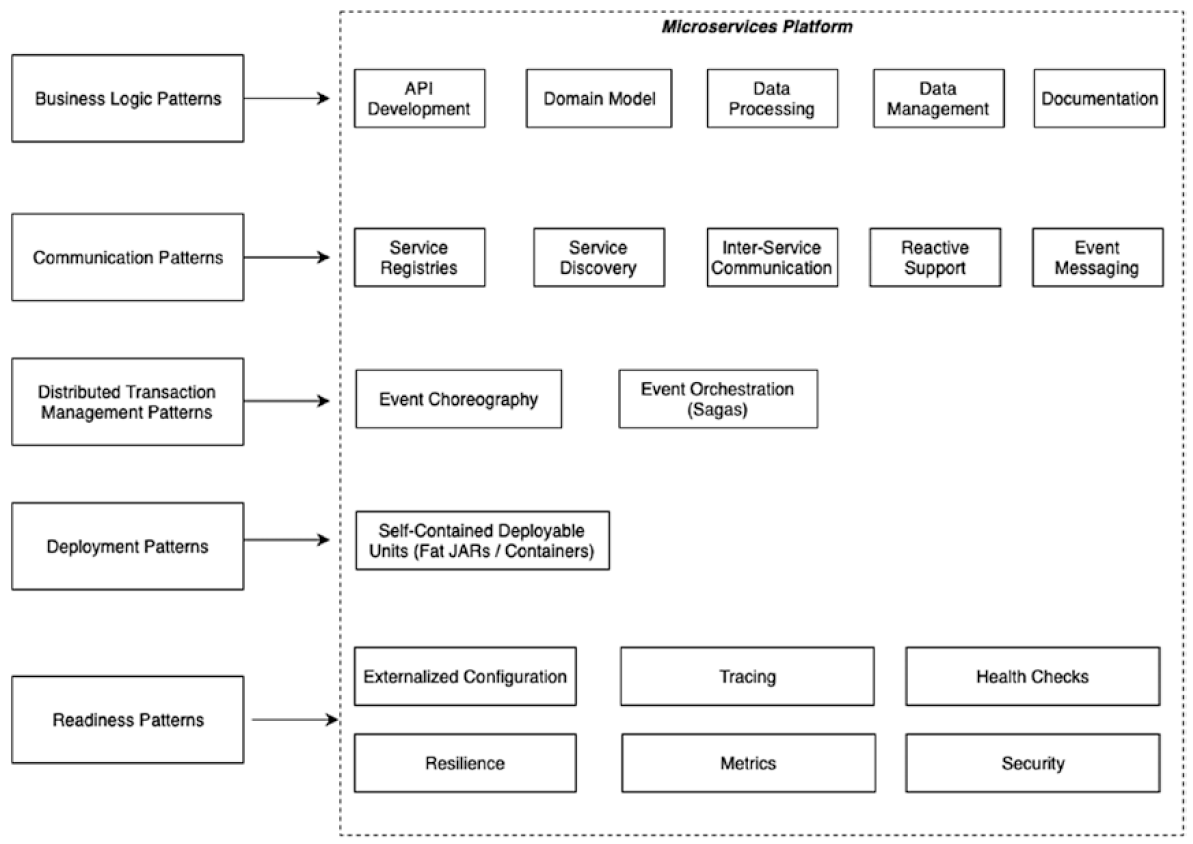 Microservices Platform
Business Logic Patterns
API
Development
Domain Model
Data
Processing
Data
Management
Documentation
Communication Patterns
Service
Registries
Service
Discovery
Inter-Service
Communication
Reactive
Support
Event
Messaging
Distributed Transaction
Management Patterns
Event Choreography
Event Orchestration
(Sagas)
Deployment Patterns
Self-Contained Deployable
Units (Fat JARs / Containers)
Readiness Patterns
Externalized Configuration
Tracing
Health Checks
Resilience
Metrics
Security